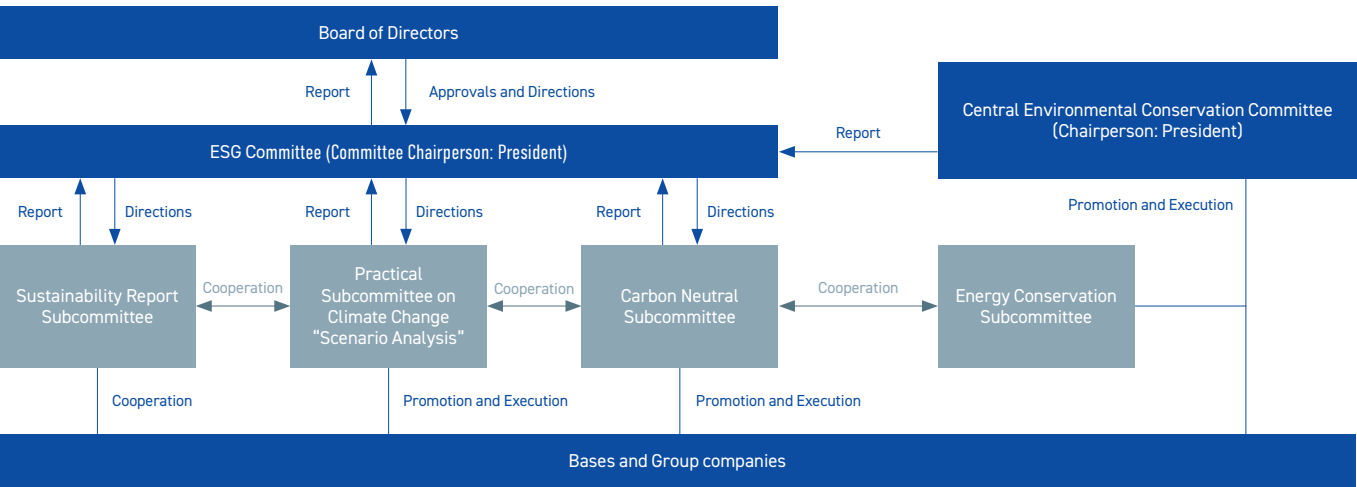 Board of Directors
Report
Approvals and Directions
Central Environmental Conservation Committee
(Chairperson: President)
Report
ESG Committee (Committee Chairperson: President)
Report
Directions
Report
Directions
Report
Directions
Promotion and Execution
Sustainability Report
Subcommittee
Cooperation
Practical
Subcommittee on
Climate Change
"Scenario Analysis"
Cooperation
Carbon Neutral
Subcommittee
Cooperation
Energy Conservation
Subcommittee
Cooperation
Promotion and Execution
Promotion and Execution
Bases and Group companies